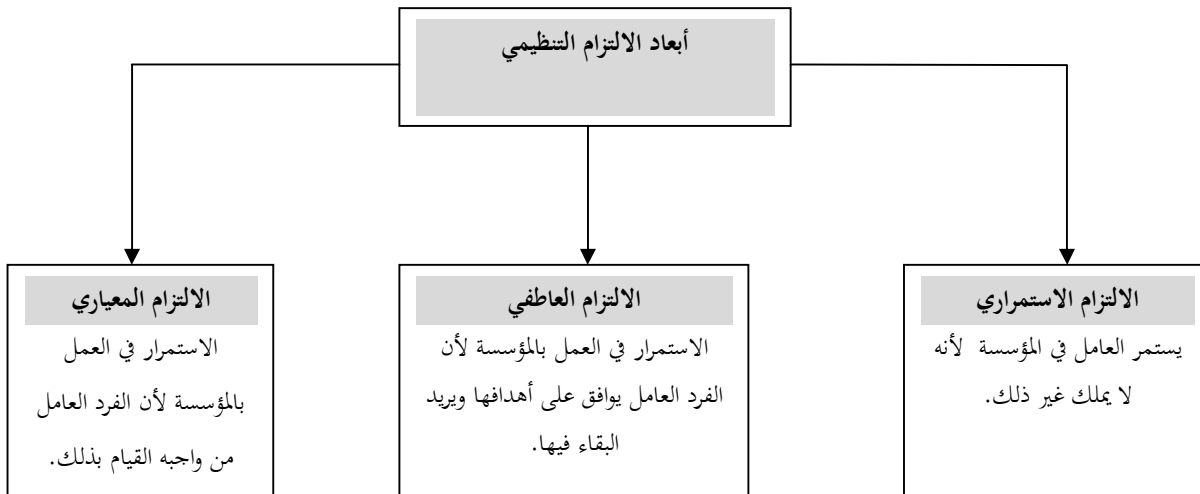 أبعاد الالتزام التنظيمي
الالتزام الاستمراري
يستمر العامل في المؤسسة لأنه
لا يملك غير ذلك.
الالتزام العاطفي
الاستمرار في العمل بالمؤسسة لأن
الفرد العامل يوافق على أهدافها ويريد
البقاء فيها.
الالتزام المعياري
الاستمرار في العمل
بالمؤسسة لأن الفرد العامل
من واجبه القيام بذلك.